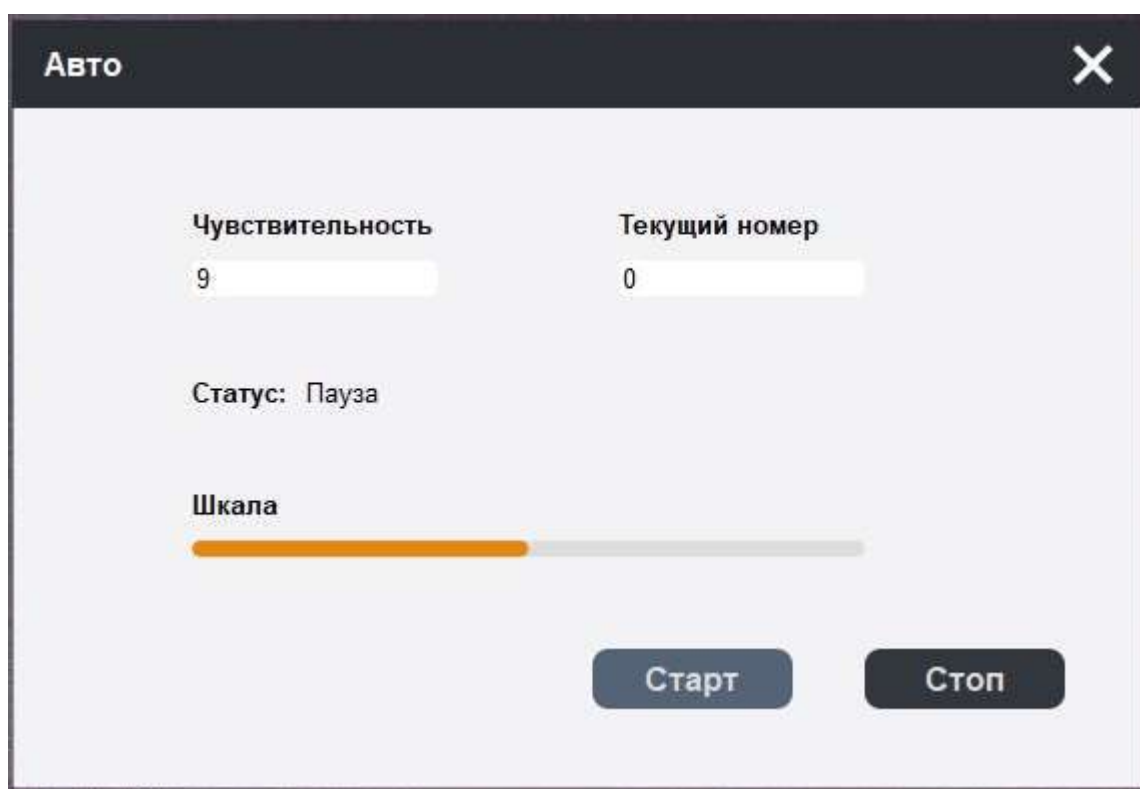 Авто
Чувствительность Текущий номер
9 0
Статус: Пауза
Шкала
Старт Стоп